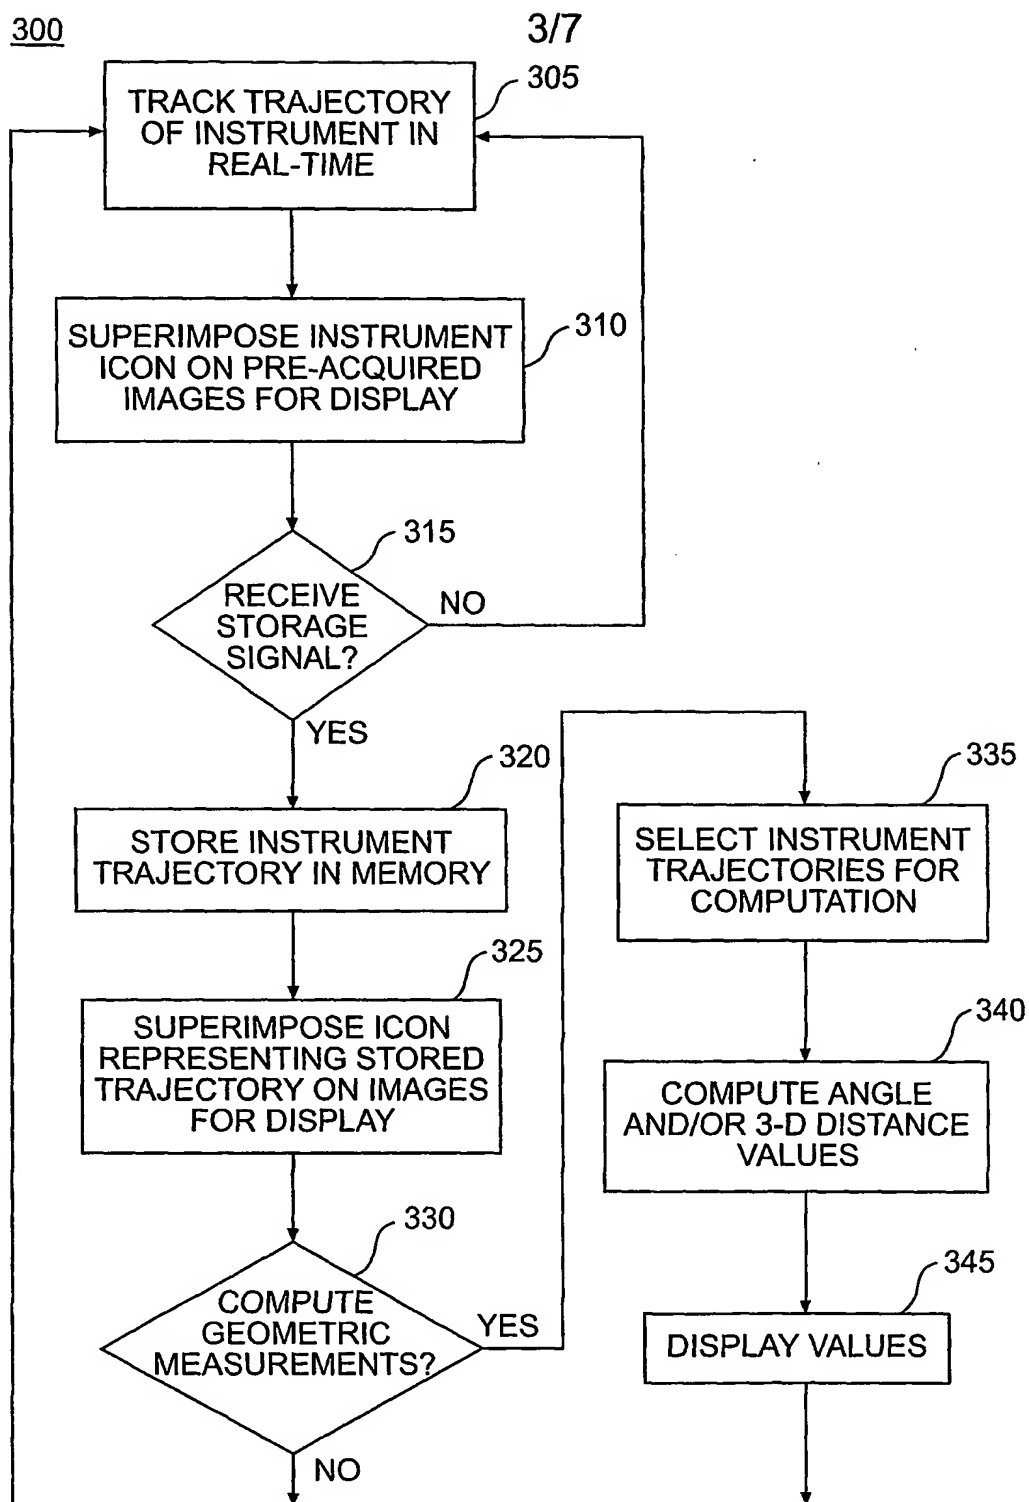 300
3/7
305
TRACK TRAJECTORY
OF INSTRUMENT IN
REAL-TIME
310
SUPERIMPOSE INSTRUMENT
ICON ON PRE-ACQUIRED
IMAGES FOR DISPLAY
315
RECEIVE
STORAGE
SIGNAL?
NO
YES
320
STORE INSTRUMENT
TRAJECTORY IN MEMORY
325
SUPERIMPOSE ICON
REPRESENTING STORED
TRAJECTORY ON IMAGES
FOR DISPLAY
330
COMPUTE
GEOMETRIC
MEASUREMENTS?
YES
NO
335
SELECT INSTRUMENT
TRAJECTORIES FOR
COMPUTATION
340
COMPUTE ANGLE
AND/OR 3-D DISTANCE
VALUES
345
DISPLAY VALUES